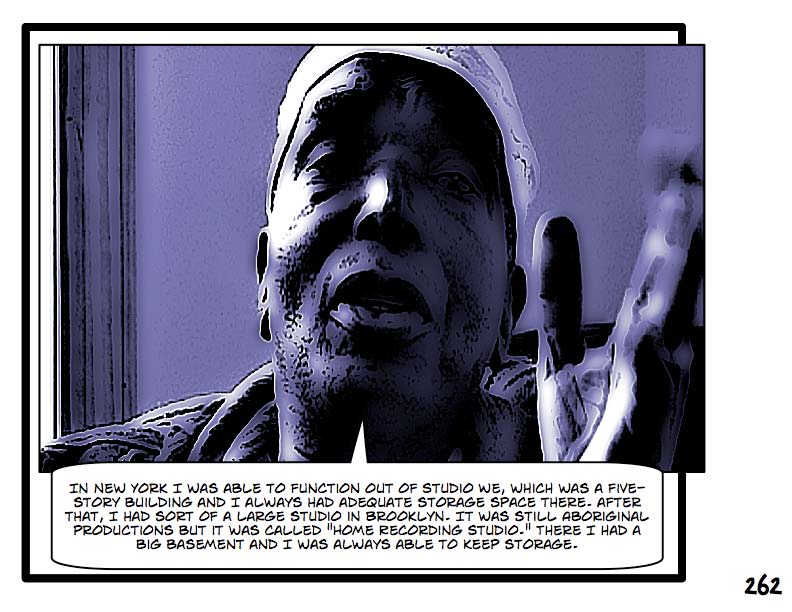 IN NEW YORK I WAS ABLE TO FUNCTION OUT OF STUDIO WE, WHICH WAS A FIVE-
STORY BUILDING AND I ALWAYS HAD ADEQUATE STORAGE SPACE THERE. AFTER
THAT, I HAD SORT OF A LARGE STUDIO IN BROOKLYN. IT WAS STILL ABORIGINAL
PRODUCTIONS BUT IT WAS CALLED "HOME RECORDING STUDIO." THERE I HAD A
BIG BASEMENT AND I WAS ALWAYS ABLE TO KEEP STORAGE.
262